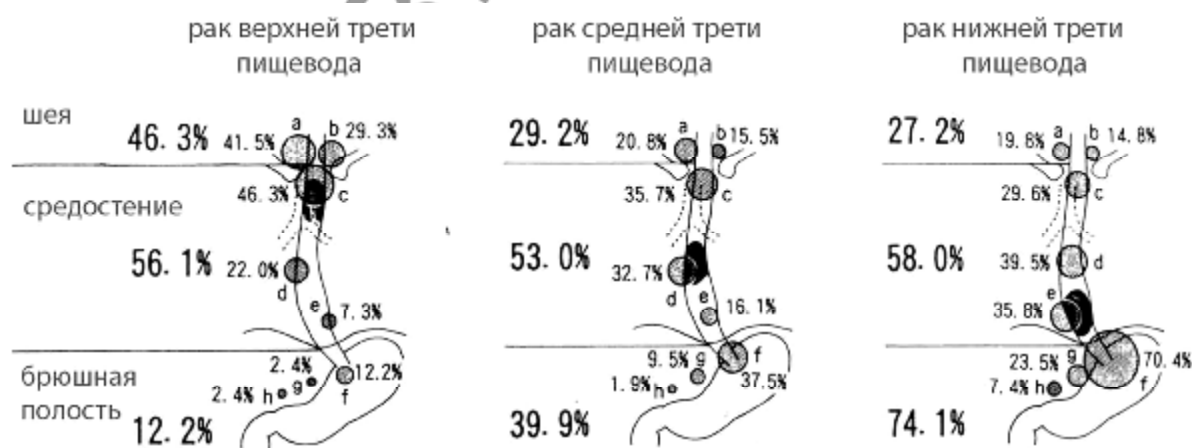 рак верхней трети
пищевода
рак средней трети
пищевода
рак нижней трети
пищевода
шея
46.3%
41.5%
a
b
29.3%
46.3%
c
средостение
56.1%
22.0%
d
e
7.3%
брюшная
полость
2.4%
g
2.4%
h
12.2%
f
12.2%
29.2%
20.8%
a
b
15.5%
35.7%
c
53.0%
32.7%
d
e
16.1%
9.5%
g
f
1.9%
h
37.5%
39.9%
27.2%
19.8%
a
b
14.8%
29.6%
c
58.0%
39.5%
d
e
35.8%
23.5%
g
70.4%
7.4%
h
f
74.1%